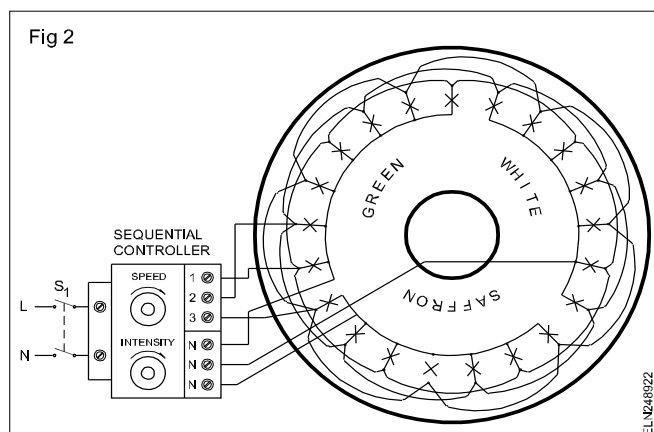 Fig 2
GREEN
WHITE
SAFFRON
SEQUENTIAL
CONTROLLER
SPEED
INTENSITY
1
2
3
N
N
N
L
S1
N
ELN248922